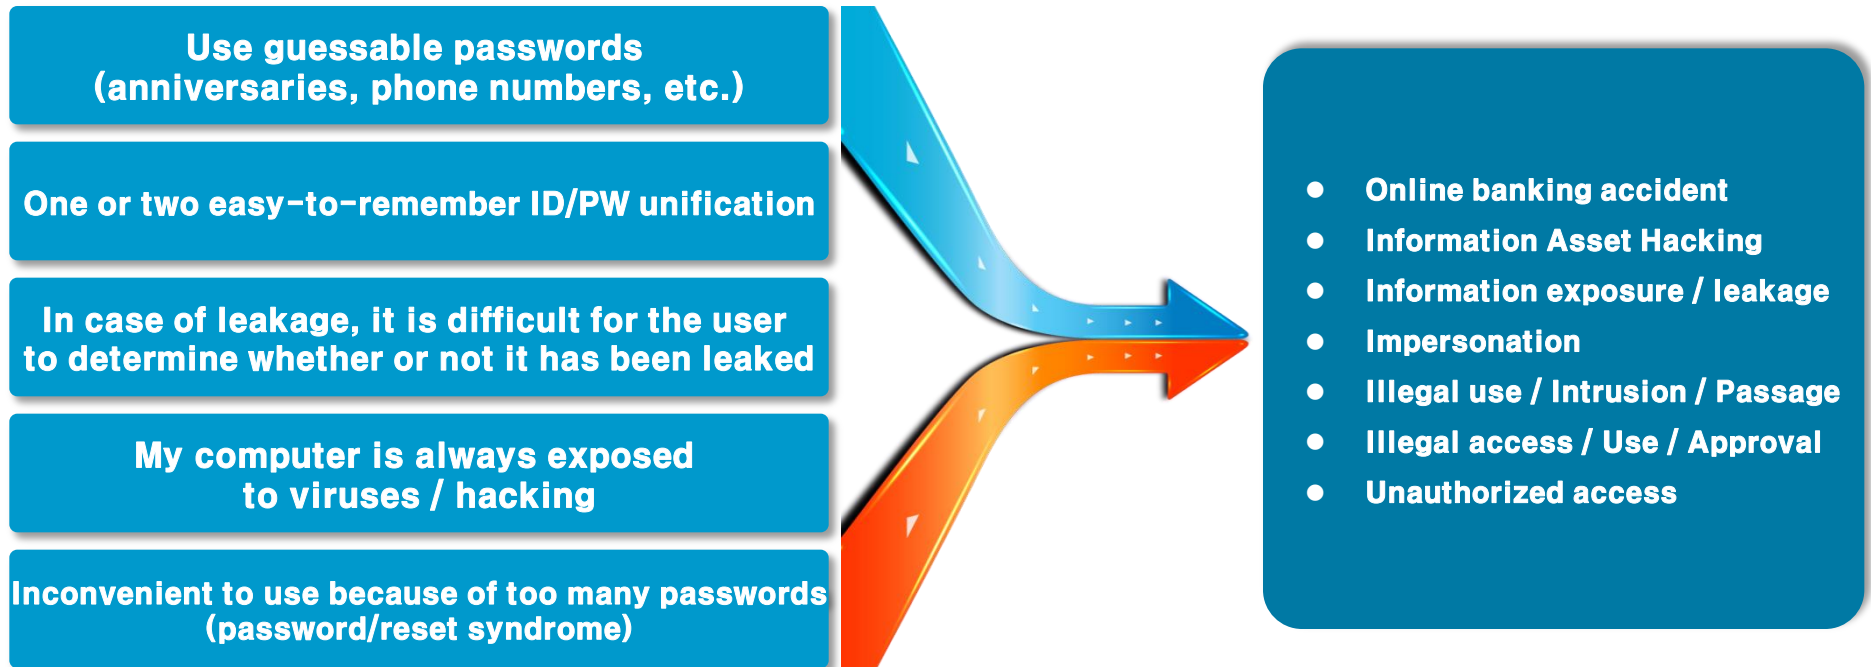 Use guessable passwords
(anniversaries, phone numbers, etc.)
One or two easy-to-remember ID/PW unification
In case of leakage, it is difficult for the user
to determine whether or not it has been leaked
My computer is always exposed
to viruses / hacking
Inconvenient to use because of too many passwords
(password/reset syndrome)
● Online banking accident
● Information Asset Hacking
● Information exposure / leakage
● Impersonation
● Illegal use / Intrusion / Passage
● Illegal access / Use / Approval
● Unauthorized access